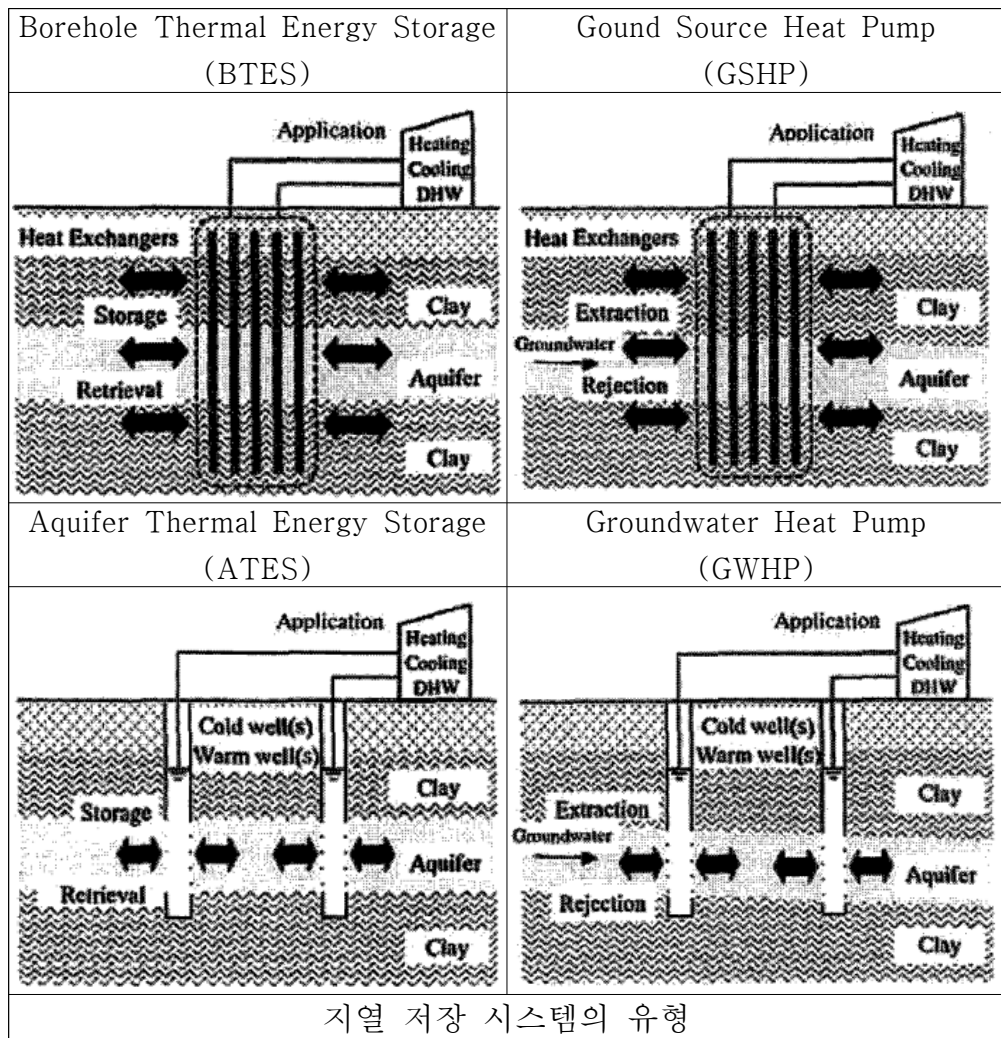 Borehole Thermal Energy Storage
(BTES)
Gound Source Heat Pump
(GSHP)
Application
Heating
Cooling
DHW
Heat Exchangers
Clay
Storage
Aquifer
Retrieval
Clay
Application
Heating
Cooling
DHW
Heat Exchangers
Clay
Extraction
Groundwater
Aquifer
Rejection
Clay
Aquifer Thermal Energy Storage
(ATES)
Groundwater Heat Pump
(GWHP)
Application
Heating
Cooling
DHW
Cold well(s)
Warm well(s)
Clay
Storage
Aquifer
Retrieval
Clay
Application
Heating
Cooling
DHW
Cold well(s)
Warm well(s)
Clay
Extraction
Groundwater
Aquifer
Rejection
Clay
지열 저장 시스템의 유형